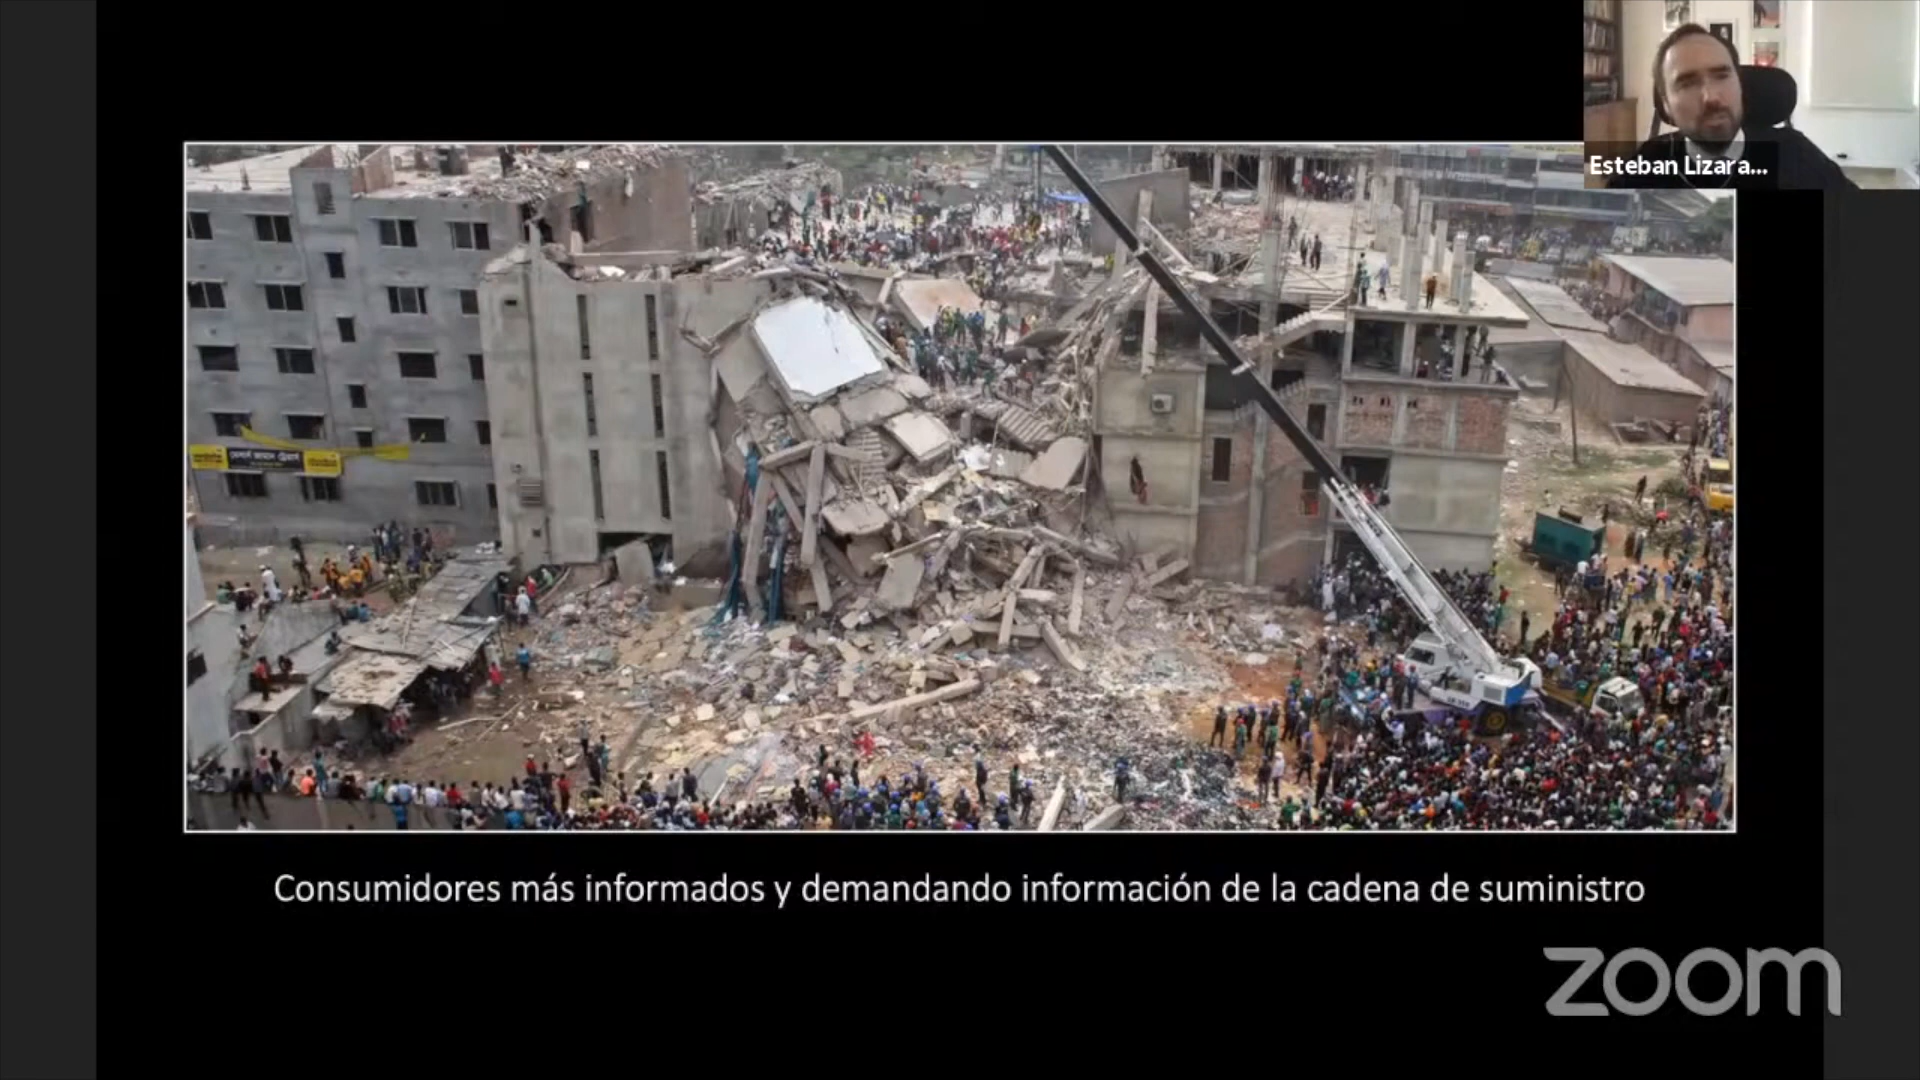 Esteban Lizara...
Consumidores más informados y demandando información de la cadena de suministro
zoom